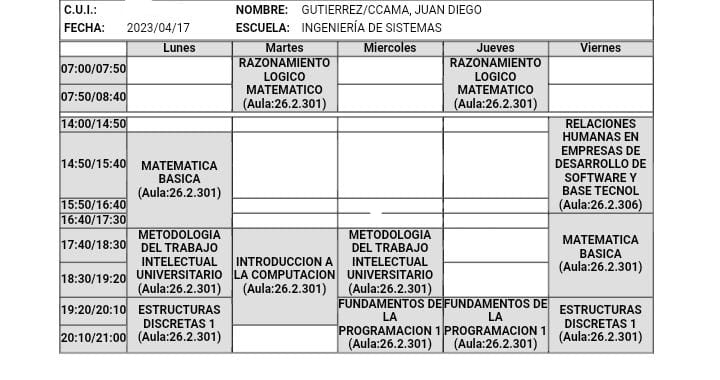 C.U.I.: NOMBRE: GUTIERREZ/CCAMA, JUAN DIEGO
FECHA: 2023/04/17 ESCUELA: INGENIERÍA DE SISTEMAS
Lunes Martes Miercoles Jueves Viernes
07:00/07:50
07:50/08:40
RAZONAMIENTO
LOGICO
MATEMATICO
(Aula:26.2.301)
RAZONAMIENTO
LOGICO
MATEMATICO
(Aula:26.2.301)
14:00/14:50
14:50/15:40
15:50/16:40
16:40/17:30
MATEMATICA
BASICA
(Aula:26.2.301)
RELACIONES
HUMANAS EN
EMPRESAS DE
DESARROLLO DE
SOFTWARE Y
BASE TECNOL
(Aula:26.2.306)
17:40/18:30
18:30/19:20
METODOLOGIA
DEL TRABAJO
INTELECTUAL
UNIVERSITARIO
(Aula:26.2.301)
INTRODUCCION A
LA COMPUTACION
(Aula:26.2.301)
METODOLOGIA
DEL TRABAJO
INTELECTUAL
UNIVERSITARIO
(Aula:26.2.301)
MATEMATICA
BASICA
(Aula:26.2.301)
19:20/20:10
20:10/21:00
ESTRUCTURAS
DISCRETAS 1
(Aula:26.2.301)
FUNDAMENTOS DE
LA
PROGRAMACION 1
(Aula:26.2.301)
FUNDAMENTOS DE
LA
PROGRAMACION 1
(Aula:26.2.301)
ESTRUCTURAS
DISCRETAS 1
(Aula:26.2.301)